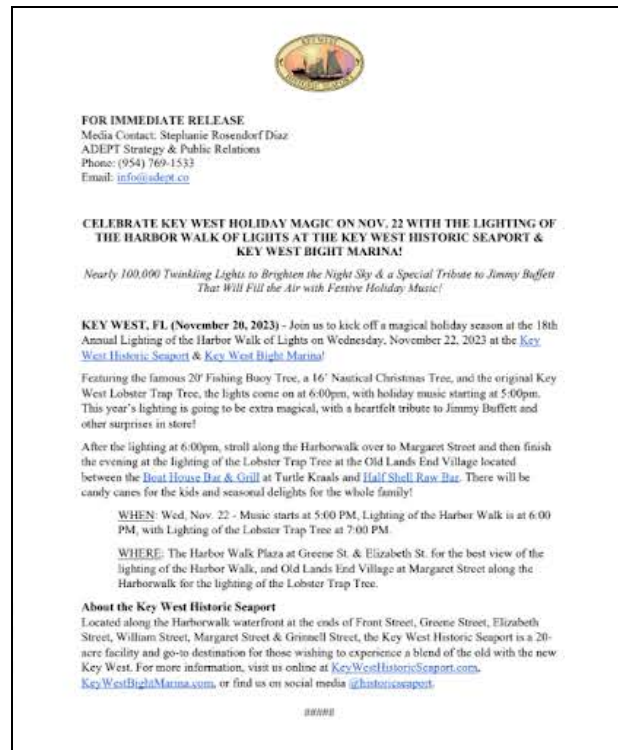 KEY WEST
HISTORIC SEAPORT
FOR IMMEDIATE RELEASE
Media Contact: Stephanie Rosendorf Diaz
ADEPT Strategy & Public Relations
Phone: (954) 769-1533
Email: info@adept.co
CELEBRATE KEY WEST HOLIDAY MAGIC ON NOV. 22 WITH THE LIGHTING OF
THE HARBOR WALK OF LIGHTS AT THE KEY WEST HISTORIC SEAPORT &
KEY WEST BIGHT MARINA!
Nearly 100,000 Twinkling Lights to Brighten the Night Sky & a Special Tribute to Jimmy Buffett
That Will Fill the Air with Festive Holiday Music!
KEY WEST, FL (November 20, 2023) - Join us to kick off a magical holiday season at the 18th
Annual Lighting of the Harbor Walk of Lights on Wednesday, November 22, 2023 at the Key
West Historic Seaport & Key West Bight Marina!
Featuring the famous 20' Fishing Buoy Tree, a 16' Nautical Christmas Tree, and the original Key
West Lobster Trap Tree, the lights come on at 6:00pm, with holiday music starting at 5:00pm.
This year's lighting is going to be extra magical, with a heartfelt tribute to Jimmy Buffett and
other surprises in store!
After the lighting at 6:00pm, stroll along the Harborwalk over to Margaret Street and then finish
the evening at the lighting of the Lobster Trap Tree at the Old Lands End Village located
between the Boat House Bar & Grill at Turtle Kraals and Half Shell Raw Bar. There will be
candy canes for the kids and seasonal delights for the whole family!
WHEN: Wed, Nov. 22 - Music starts at 5:00 PM, Lighting of the Harbor Walk is at 6:00
PM, with Lighting of the Lobster Trap Tree at 7:00 PM.
WHERE: The Harbor Walk Plaza at Greene St. & Elizabeth St. for the best view of the
lighting of the Harbor Walk, and Old Lands End Village at Margaret Street along the
Harborwalk for the lighting of the Lobster Trap Tree.
About the Key West Historic Seaport
Located along the Harborwalk waterfront at the ends of Front Street, Greene Street, Elizabeth
Street, William Street, Margaret Street & Grinnell Street, the Key West Historic Seaport is a 20-
acre facility and go-to destination for those wishing to experience a blend of the old with the new
Key West. For more information, visit us online at KeyWestHistoricSeaport.com,
KeyWestBightMarina.com, or find us on social media @historicseaport.
#####